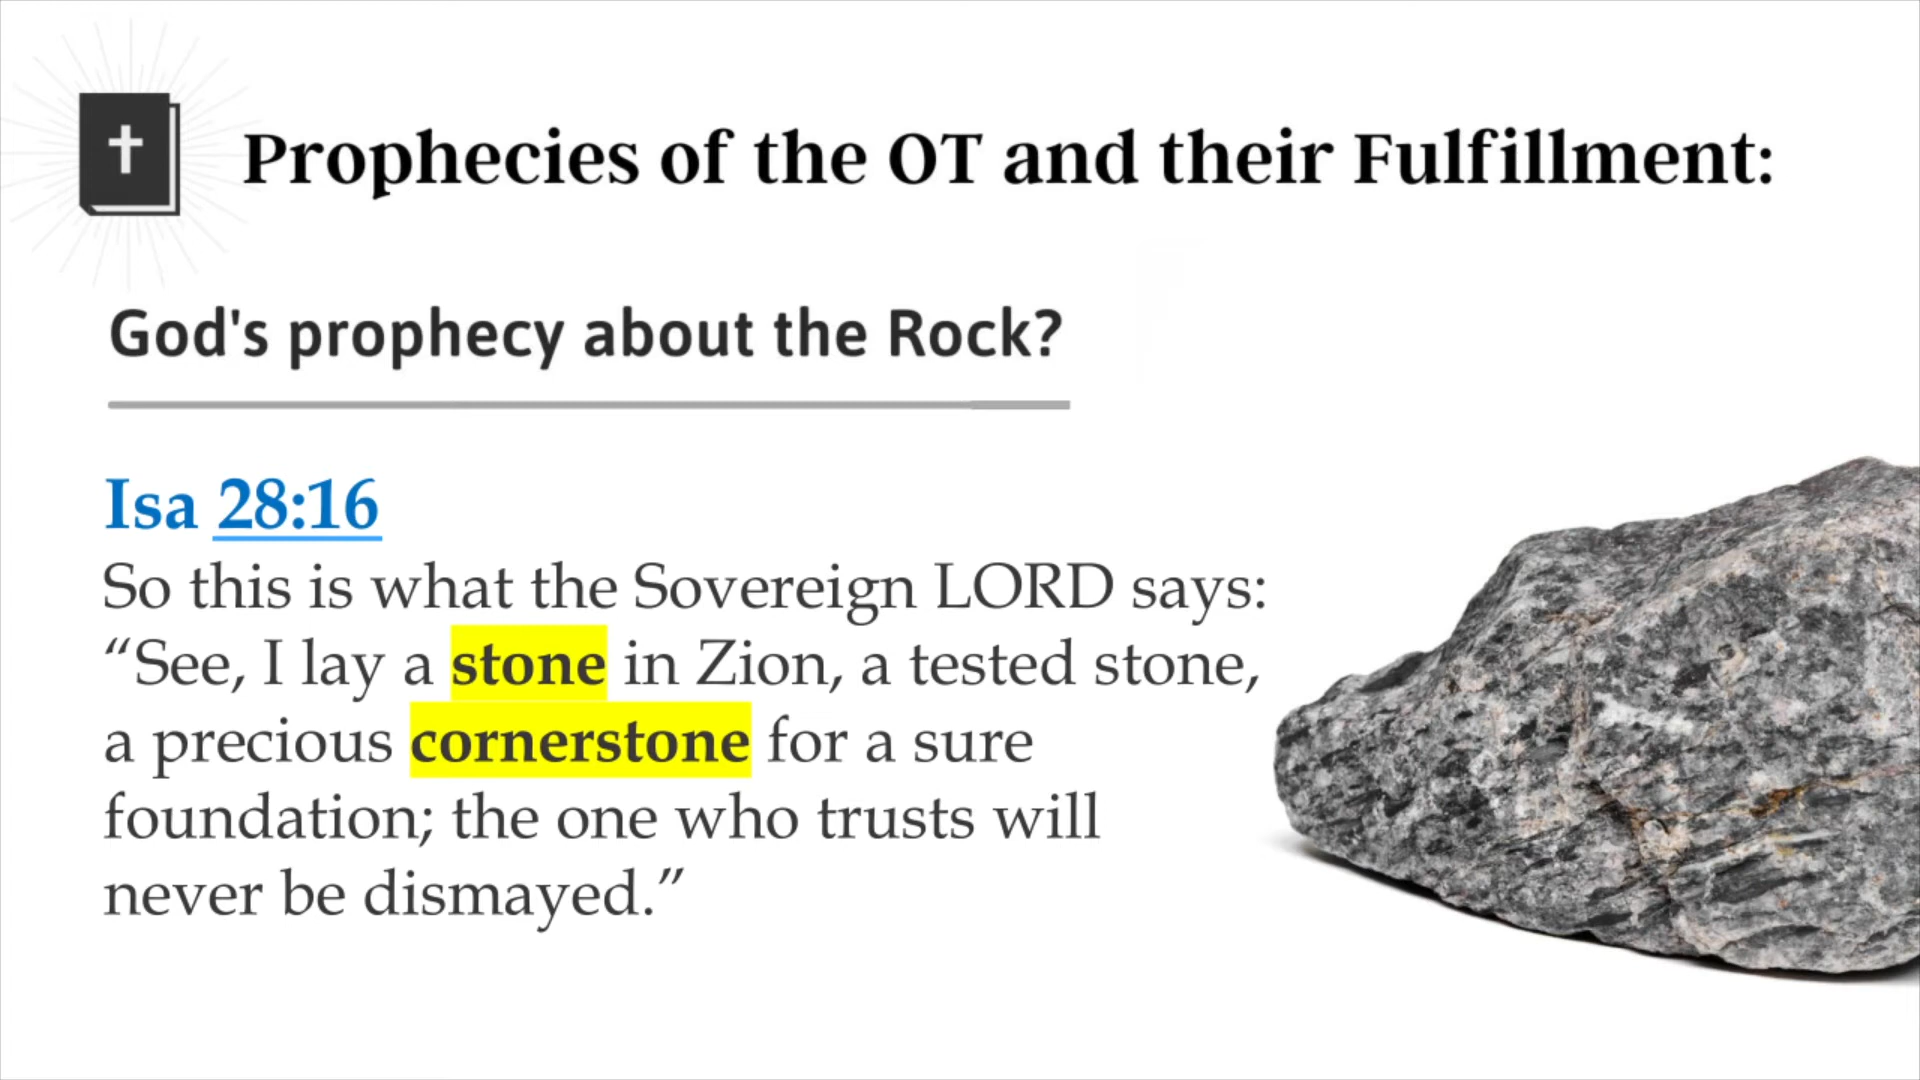 Prophecies of the OT and their Fulfillment:
God's prophecy about the Rock?
Isa 28:16
So this is what the Sovereign LORD says:
“See, I lay a stone in Zion, a tested stone,
a precious cornerstone for a sure
foundation; the one who trusts will
never be dismayed.”